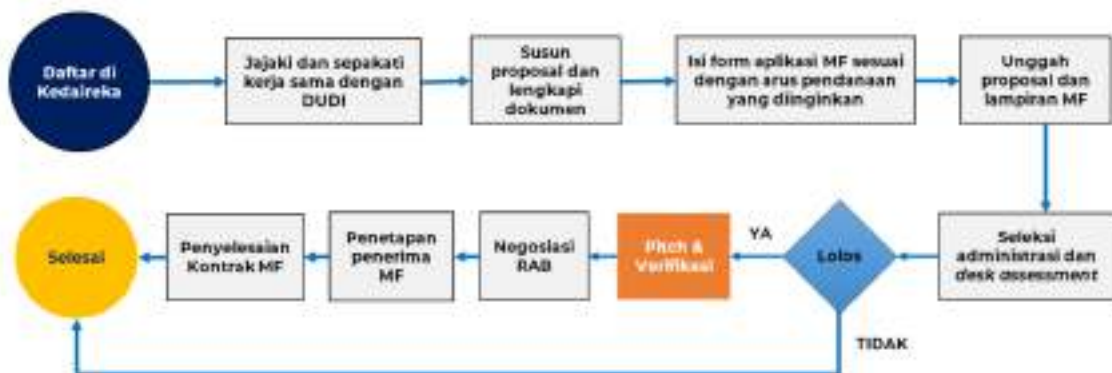 Daftar di
Kedaireka
Jajaki dan sepakati
kerja sama dengan
DUDI
Susun
proposal dan
lengkapi
dokumen
Isi form aplikasi MF sesuai
dengan arus pendanaan
yang diinginkan
Unggah
proposal dan
lampiran MF
Seleksi
administrasi dan
desk assessment
Lolos
YA
TIDAK
Pitch &
Verifikasi
Negosiasi
RAB
Penetapan
penerima
MF
Penyelesaian
Kontrak MF
Selesai